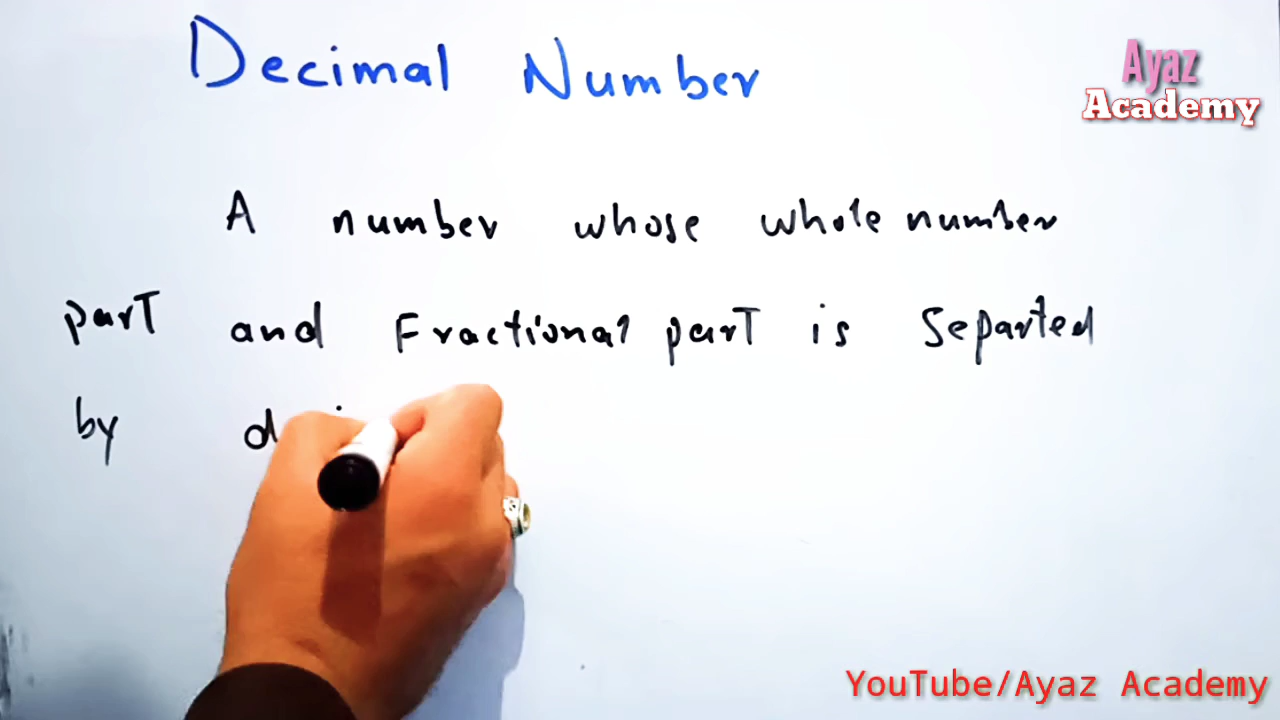 Decimal Number
Ayaz
Academy
A number whose whole number
part and Fractional part is Separted
by
YouTube/Ayaz Academy